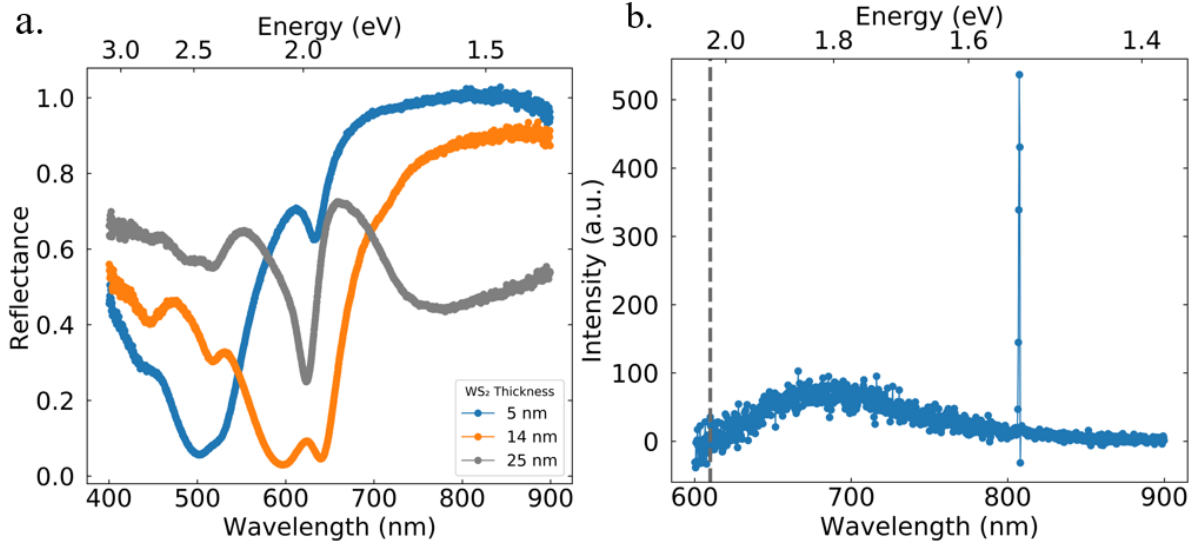 a.
Energy (eV)
3.0 2.5 2.0 1.5
1.0
0.8
0.6
0.4
0.2
0.0
Reflectance
WS₂ Thickness
5 nm
14 nm
25 nm
400 500 600 700 800 900
Wavelength (nm)
b.
Energy (eV)
2.0 1.8 1.6 1.4
500
400
300
200
100
0
Intensity (a.u.)
600 700 800 900
Wavelength (nm)